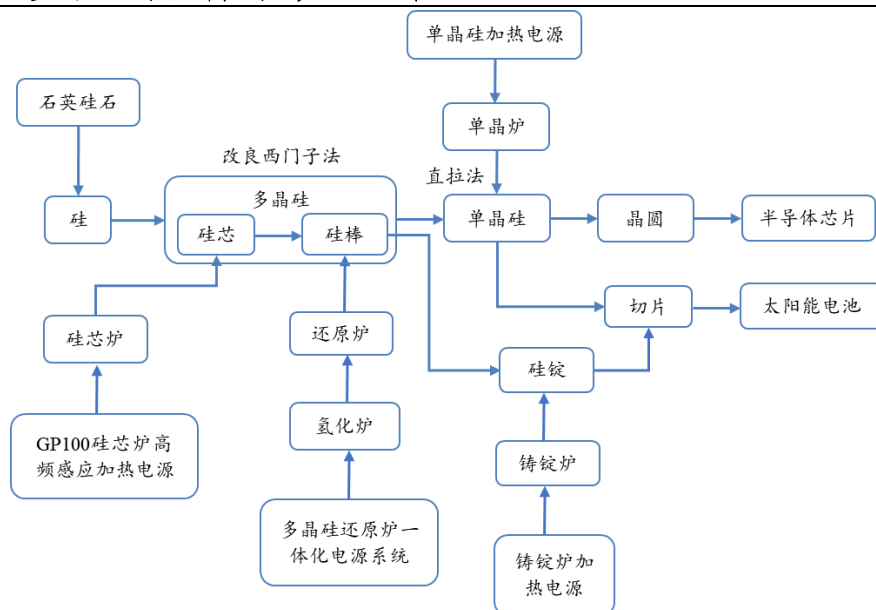 单晶硅加热电源
石英硅石
单晶炉
改良西门子法
直拉法
多晶硅
硅
硅芯
硅棒
单晶硅
晶圆
半导体芯片
切片
太阳能电池
硅芯炉
还原炉
硅锭
GP100硅芯炉高
频感应加热电源
氢化炉
铸锭炉
多晶硅还原炉一
体化电源系统
铸锭炉加
热电源